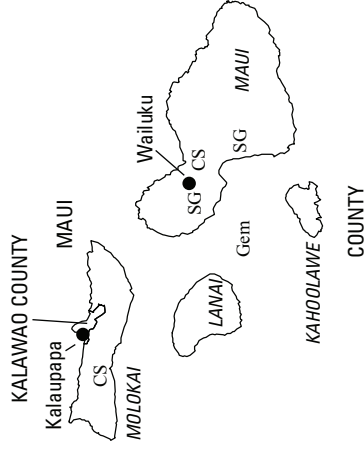 KALAWAO COUNTY
Kalaupapa
MAUI
CS
MOLOKAI
Wailuku
SG
CS
MAUI
SG
LANAI
Gem
KAHOOLAWE
COUNTY